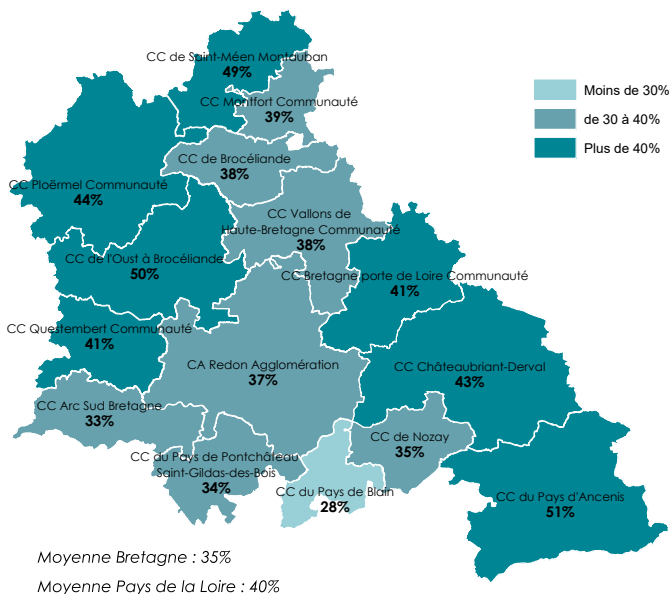 CC de Saint-Méen Montauban
49%
CC Montfort Communauté
39%
Moins de 30%
de 30 à 40%
Plus de 40%
CC de Brocéliande
38%
CC Ploërmel Communauté
44%
CC Vallons de
Haute-Bretagne Communauté
38%
CC de l'Oust à Brocéliande
50%
CC Bretagne porte de Loire Communauté
41%
CC Questembert Communauté
41%
CA Redon Agglomération
37%
CC Châteaubriant-Derval
43%
CC Arc Sud Bretagne
33%
CC de Nozay
35%
CC du Pays de Pontchâteau
Saint-Gildas-des-Bois
34%
CC du Pays de Blain
28%
CC du Pays d'Ancenis
51%
Moyenne Bretagne : 35%
Moyenne Pays de la Loire : 40%